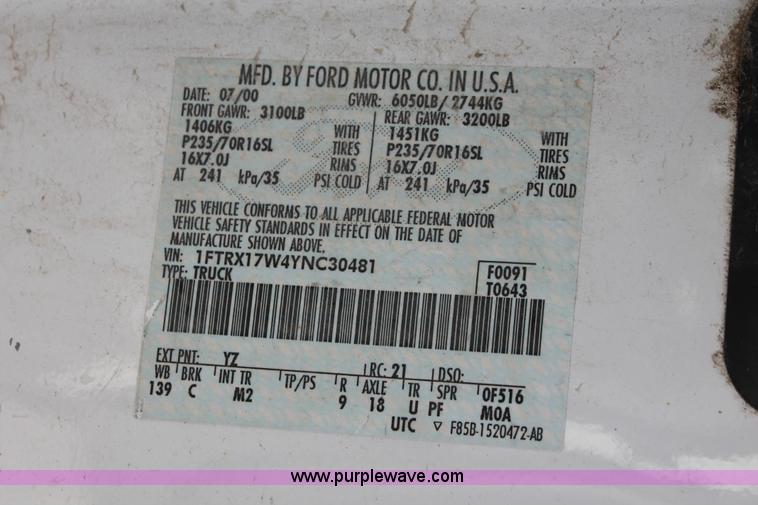 MFD. BY FORD MOTOR CO. IN U.S.A.
DATE: 07/00 GVWR: 6050LB/ 2744KG
FRONT GAWR: 3100LB REAR GAWR: 3200LB
1406KG WITH 1451KG WITH
P235/70R16SL TIRES P235/70R16SL TIRES
16X7.0J RIMS 16X7.0J RIMS
AT 241 kPa/35 PSI COLD AT 241 kPa/35 PSI COLD
THIS VEHICLE CONFORMS TO ALL APPLICABLE FEDERAL MOTOR
VEHICLE SAFETY STANDARDS IN EFFECT ON THE DATE OF
MANUFACTURE SHOWN ABOVE.
VIN: 1FTRX17W4YNC30481 F0091
TYPE: TRUCK T0643
EXT PNT: YZ RC: 21 DSO:
WB BRK INT TR TP/PS R AXLE TR SPR 0F516
139 C M2 9 18 U PF M0A
UTC ▽ F85B-1520472-AB
www.purplewave.com